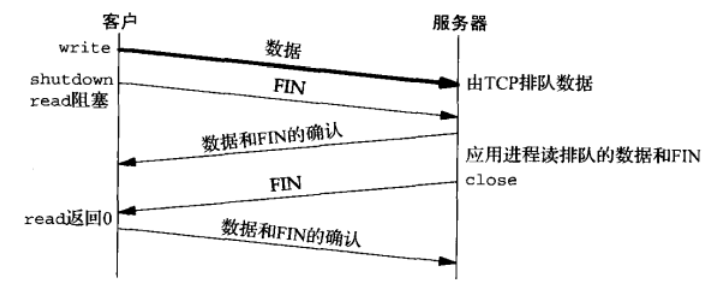 客户
服务器
write
数据
shutdown
FIN
由TCP排队数据
read阻塞
数据和FIN的确认
应用进程读排队的数据和FIN
FIN
close
read返回0
数据和FIN的确认